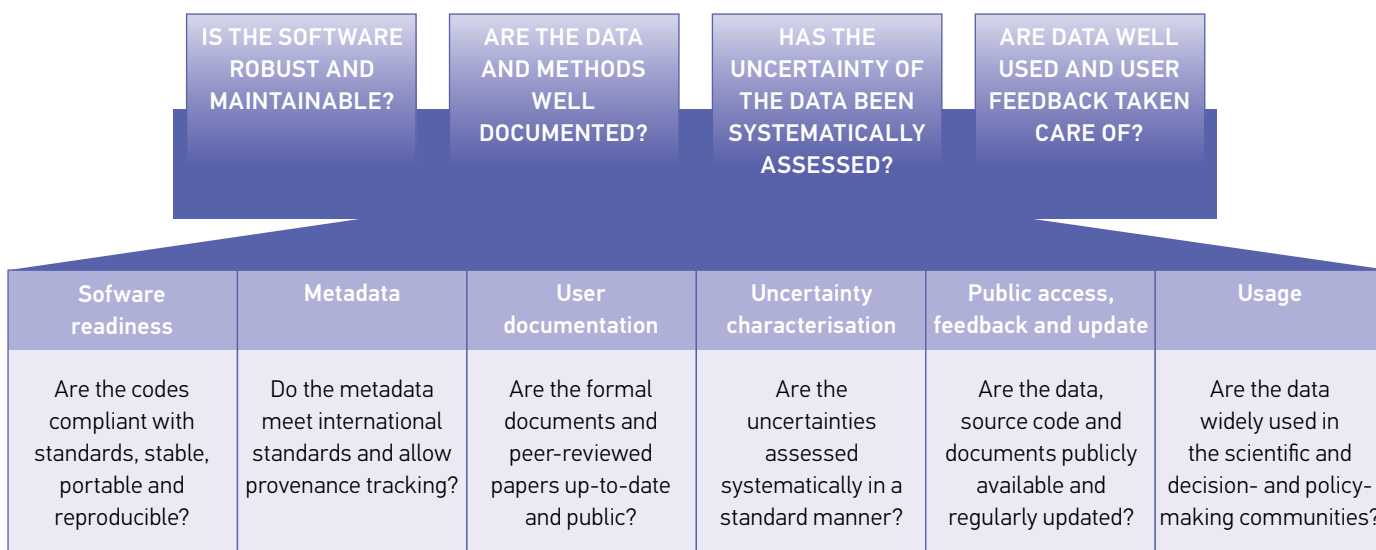 IS THE SOFTWARE
ROBUST AND
MAINTAINABLE?
ARE THE DATA
AND METHODS
WELL
DOCUMENTED?
HAS THE
UNCERTAINTY OF
THE DATA BEEN
SYSTEMATICALLY
ASSESSED?
ARE DATA WELL
USED AND USER
FEEDBACK TAKEN
CARE OF?
Sofware
readiness
Are the codes
compliant with
standards, stable,
portable and
reproducible?
Metadata
Do the metadata
meet international
standards and allow
provenance tracking?
User
documentation
Are the formal
documents and
peer-reviewed
papers up-to-date
and public?
Uncertainty
characterisation
Are the
uncertainties
assessed
systematically in a
standard manner?
Public access,
feedback and update
Are the data,
source code and
documents publicly
available and
regularly updated?
Usage
Are the data
widely used in
the scientific and
decision- and policy-
making communities?